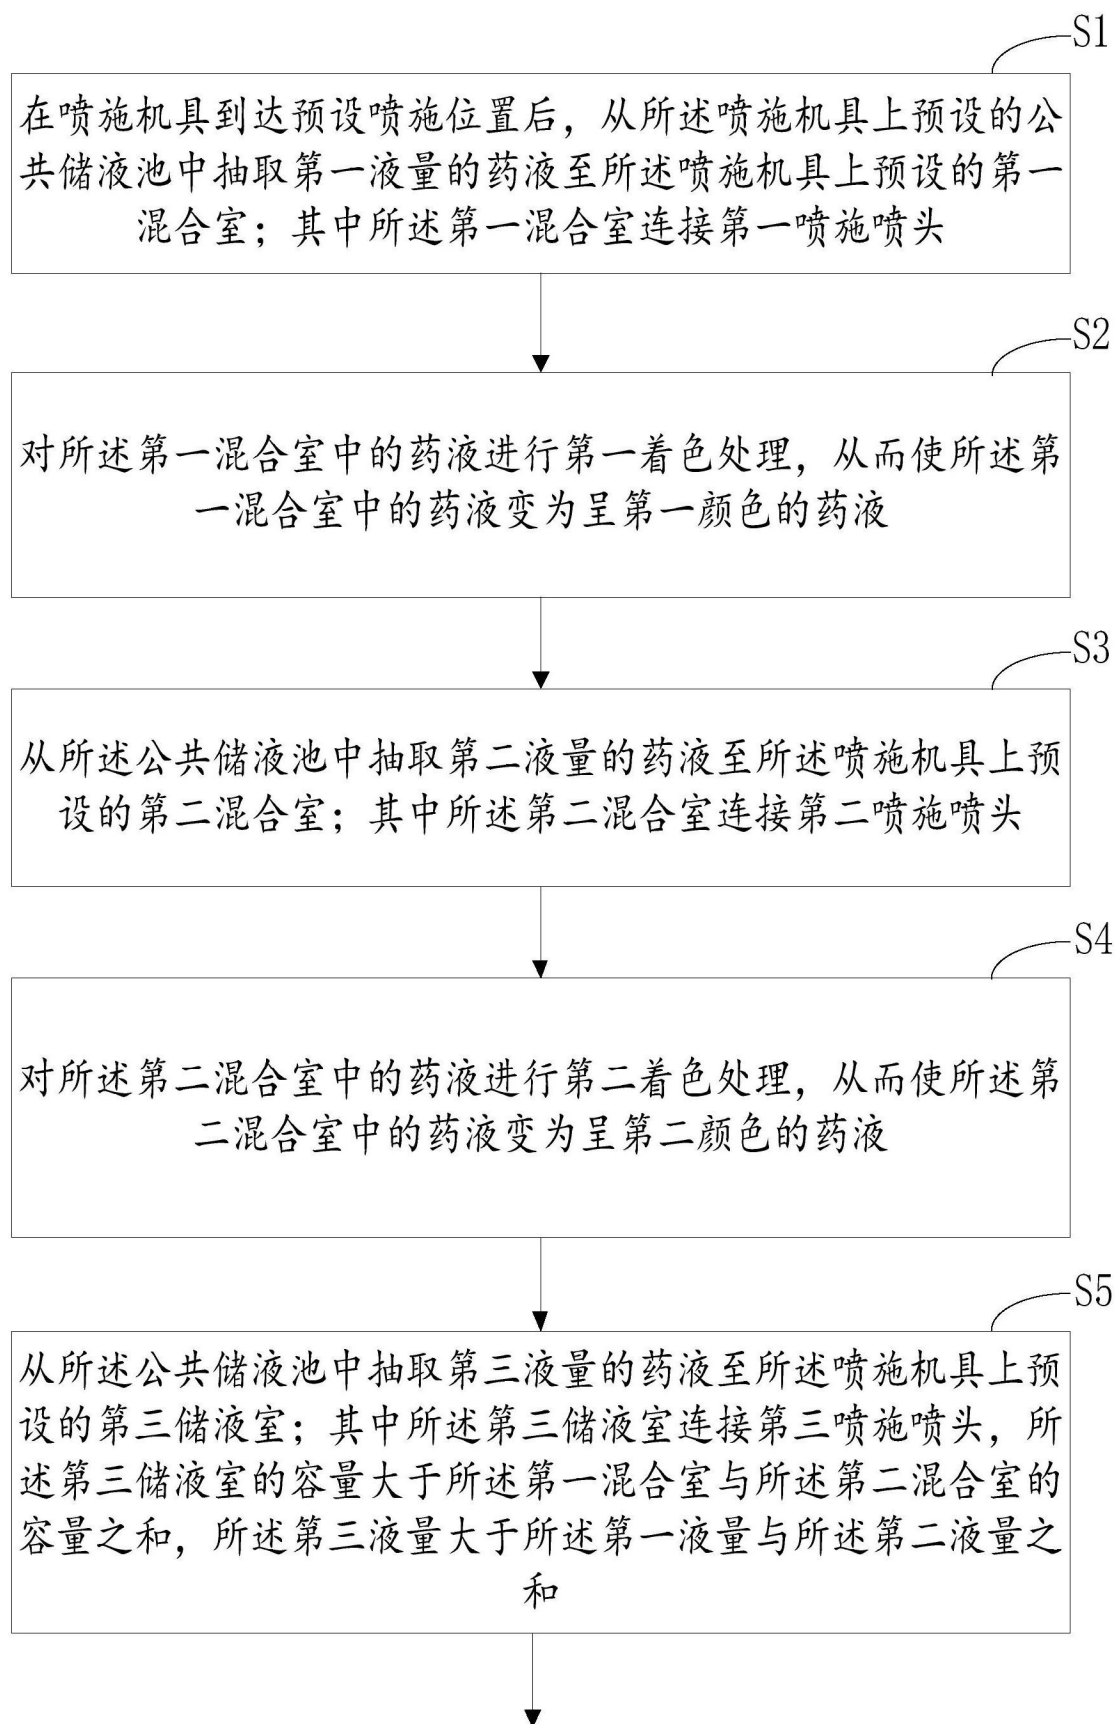 S1
在喷施机具到达预设喷施位置后，从所述喷施机具上预设的公
共储液池中抽取第一液量的药液至所述喷施机具上预设的第一
混合室；其中所述第一混合室连接第一喷施喷头
S2
对所述第一混合室中的药液进行第一着色处理，从而使所述第
一混合室中的药液变为呈第一颜色的药液
S3
从所述公共储液池中抽取第二液量的药液至所述喷施机具上预
设的第二混合室；其中所述第二混合室连接第二喷施喷头
S4
对所述第二混合室中的药液进行第二着色处理，从而使所述第
二混合室中的药液变为呈第二颜色的药液
S5
从所述公共储液池中抽取第三液量的药液至所述喷施机具上预
设的第三储液室；其中所述第三储液室连接第三喷施喷头，所
述第三储液室的容量大于所述第一混合室与所述第二混合室的
容量之和，所述第三液量大于所述第一液量与所述第二液量之
和